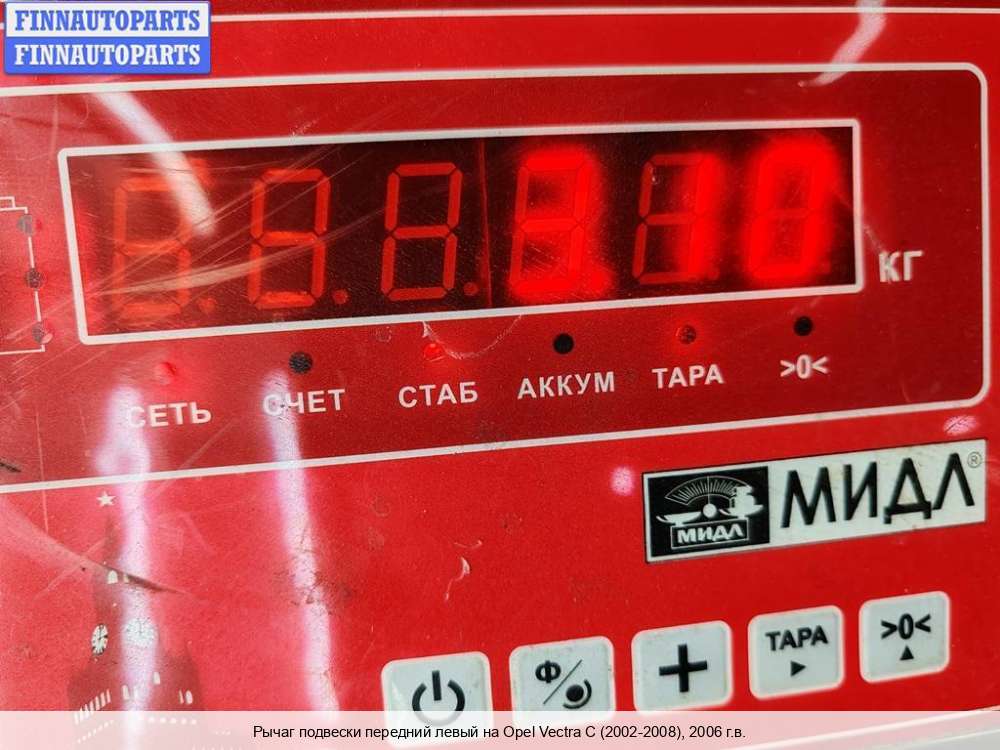 FINNAUTOPARTS
FINNAUTOPARTS
КГ
СЕТЬ СЧЕТ СТАБ АККУМ ТАРА >0<
МИДЛ®
МИДЛ
Ф ТАРА >0<
Рычаг подвески передний левый на Opel Vectra C (2002-2008), 2006 г.в.